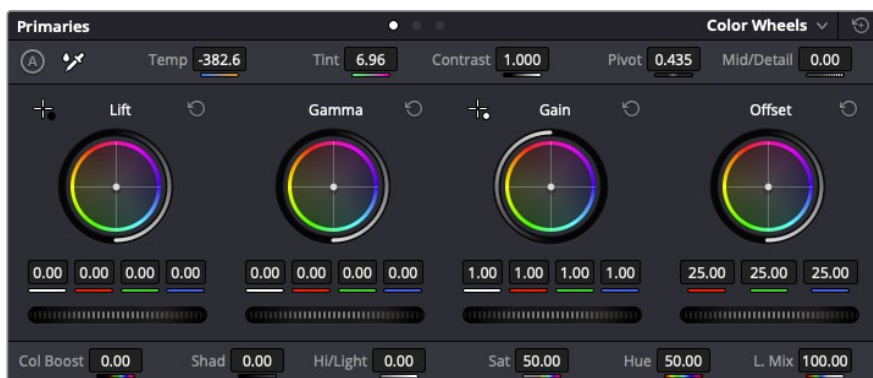 Primaries Color Wheels
A Temp -382.6 Tint 6.96 Contrast 1.000 Pivot 0.435 Mid/Detail 0.00
Lift Gamma Gain Offset
0.00 0.00 0.00 0.00 0.00 0.00 0.00 0.00 1.00 1.00 1.00 1.00 25.00 25.00 25.00
Col Boost 0.00 Shad 0.00 Hi/Light 0.00 Sat 50.00 Hue 50.00 L. Mix 100.00